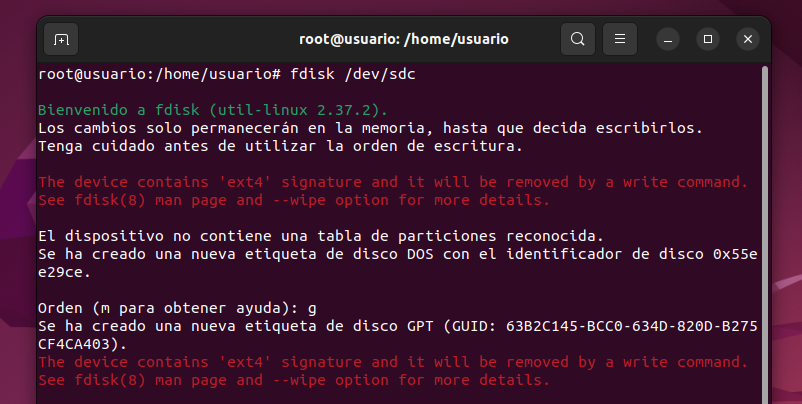 root@usuario: /home/usuario
root@usuario:/home/usuario# fdisk /dev/sdc
Bienvenido a fdisk (util-linux 2.37.2).
Los cambios solo permanecerán en la memoria, hasta que decida escribirlos.
Tenga cuidado antes de utilizar la orden de escritura.
The device contains 'ext4' signature and it will be removed by a write command.
See fdisk(8) man page and --wipe option for more details.
El dispositivo no contiene una tabla de particiones reconocida.
Se ha creado una nueva etiqueta de disco DOS con el identificador de disco 0x55e
e29ce.
Orden (m para obtener ayuda): g
Se ha creado una nueva etiqueta de disco GPT (GUID: 63B2C145-BCC0-634D-820D-B275
CF4CA403).
The device contains 'ext4' signature and it will be removed by a write command.
See fdisk(8) man page and --wipe option for more details.